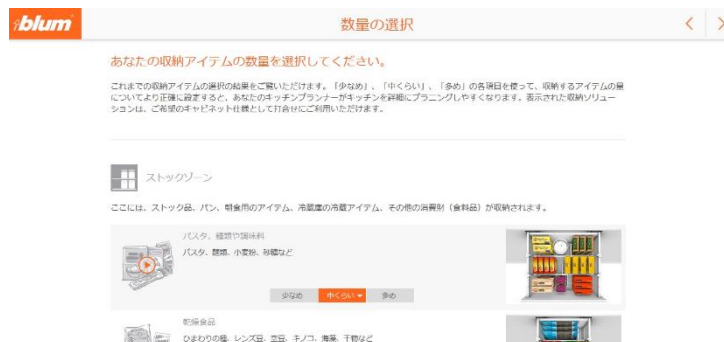 blum
数量の選択
あなたの収納アイテムの数量を選択してください。
これまでの収納アイテムの選択の結果をご覧いただけます。「少なめ」、「中くらい」、「多め」の各項目を使って、収納するアイテムの量
についてより正確に設定すると、あなたのキッチンプランナーがキッチンを詳細にプランニングしやすくなります。表示された収納ソリュー
ションは、ご希望のキャビネット仕様として打合せにご利用いただけます。
ストックゾーン
ここには、ストック品、パン、朝食用のアイテム、冷蔵庫の冷蔵アイテム、その他の消費財（食料品）が収納されます。
パスタ、穀類や調味料
パスタ、麺類、小麦粉、砂糖など
少なめ 中くらい 多め
乾燥食品
ひまわりの種、レンズ豆、空豆、キノコ、海藻、干物など